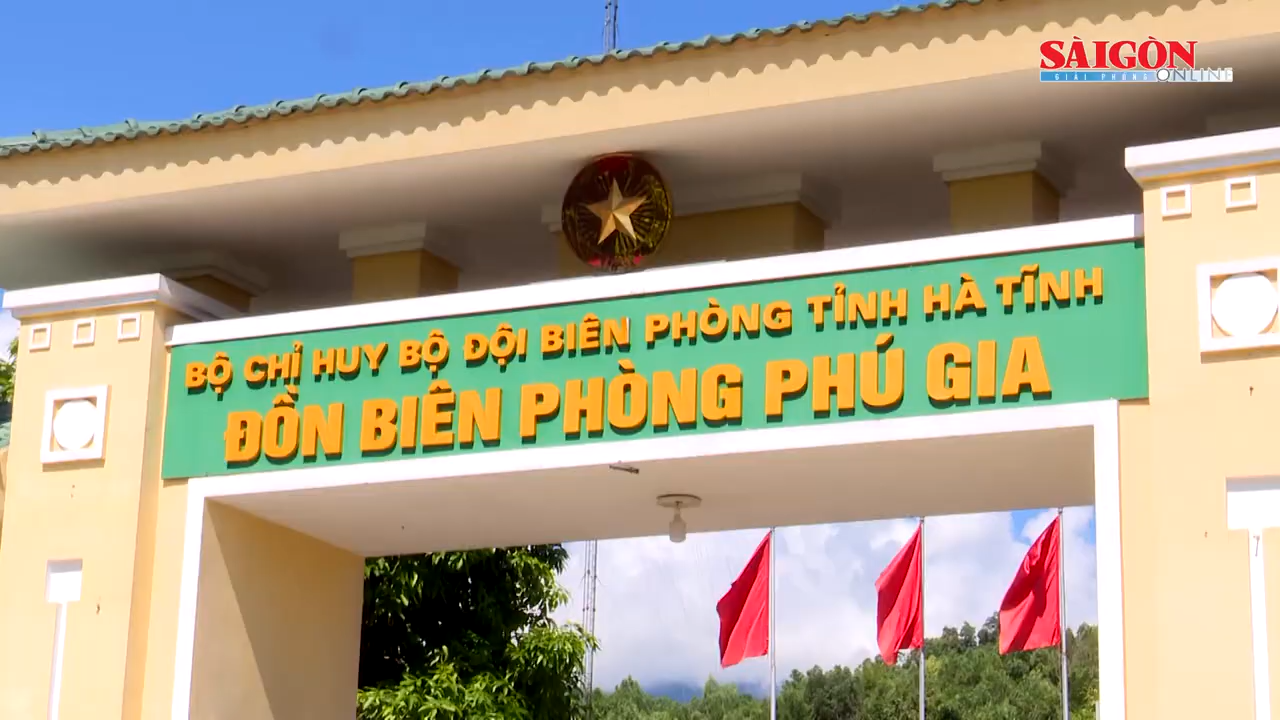 SÀIGÒN
GIẢI PHÓNG ONLINE
BỘ CHỈ HUY BỘ ĐỘI BIÊN PHÒNG TỈNH HÀ TĨNH
ĐỒN BIÊN PHÒNG PHÚ GIA